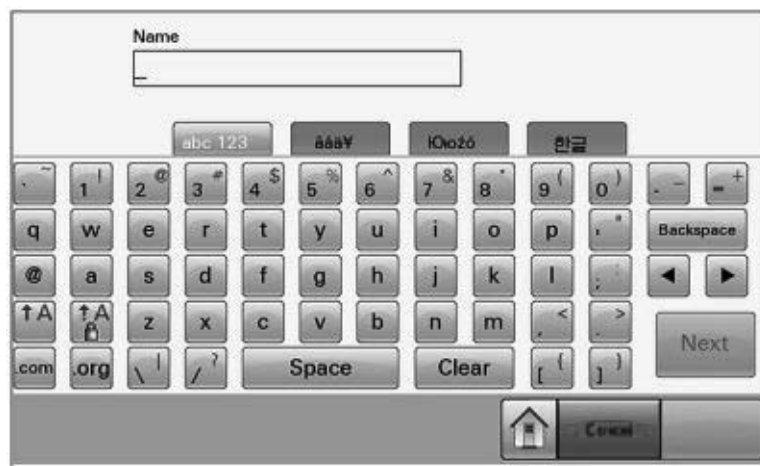 Name
_
abc 123 âáä¥ 한글
~ 1 ! 2 @ 3 # 4 $ 5 % 6 ^ 7 & 8 * 9 ( 0 ) - _ = +
q w e r t y u i o p ' " Backspace
@ a s d f g h j k l ; :
A A z x c v b n m , < . > Next
.com .org \ | / ? Space Clear [ { ] }